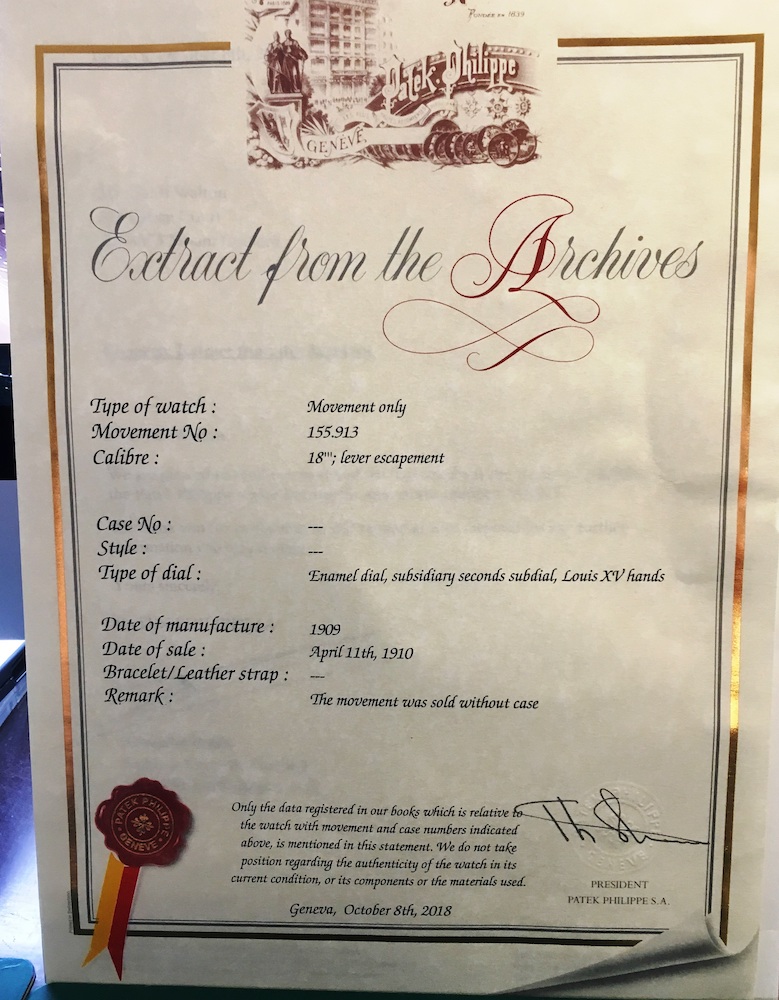 FONDÉE EN 1839
Patek Philippe
GENÈVE
Extract from the Archives
Type of watch : Movement only
Movement No : 155.913
Calibre : 18'''; lever escapement
Case No : ---
Style : ---
Type of dial : Enamel dial, subsidiary seconds subdial, Louis XV hands
Date of manufacture : 1909
Date of sale : April 11th, 1910
Bracelet/Leather strap : ---
Remark : The movement was sold without case
PATEK PHILIPPE
GENEVE
Only the data registered in our books which is relative to
the watch with movement and case numbers indicated
above, is mentioned in this statement. We do not take
position regarding the authenticity of the watch in its
current condition, or its components or the materials used.
Geneva, October 8th, 2018
PRESIDENT
PATEK PHILIPPE S.A.